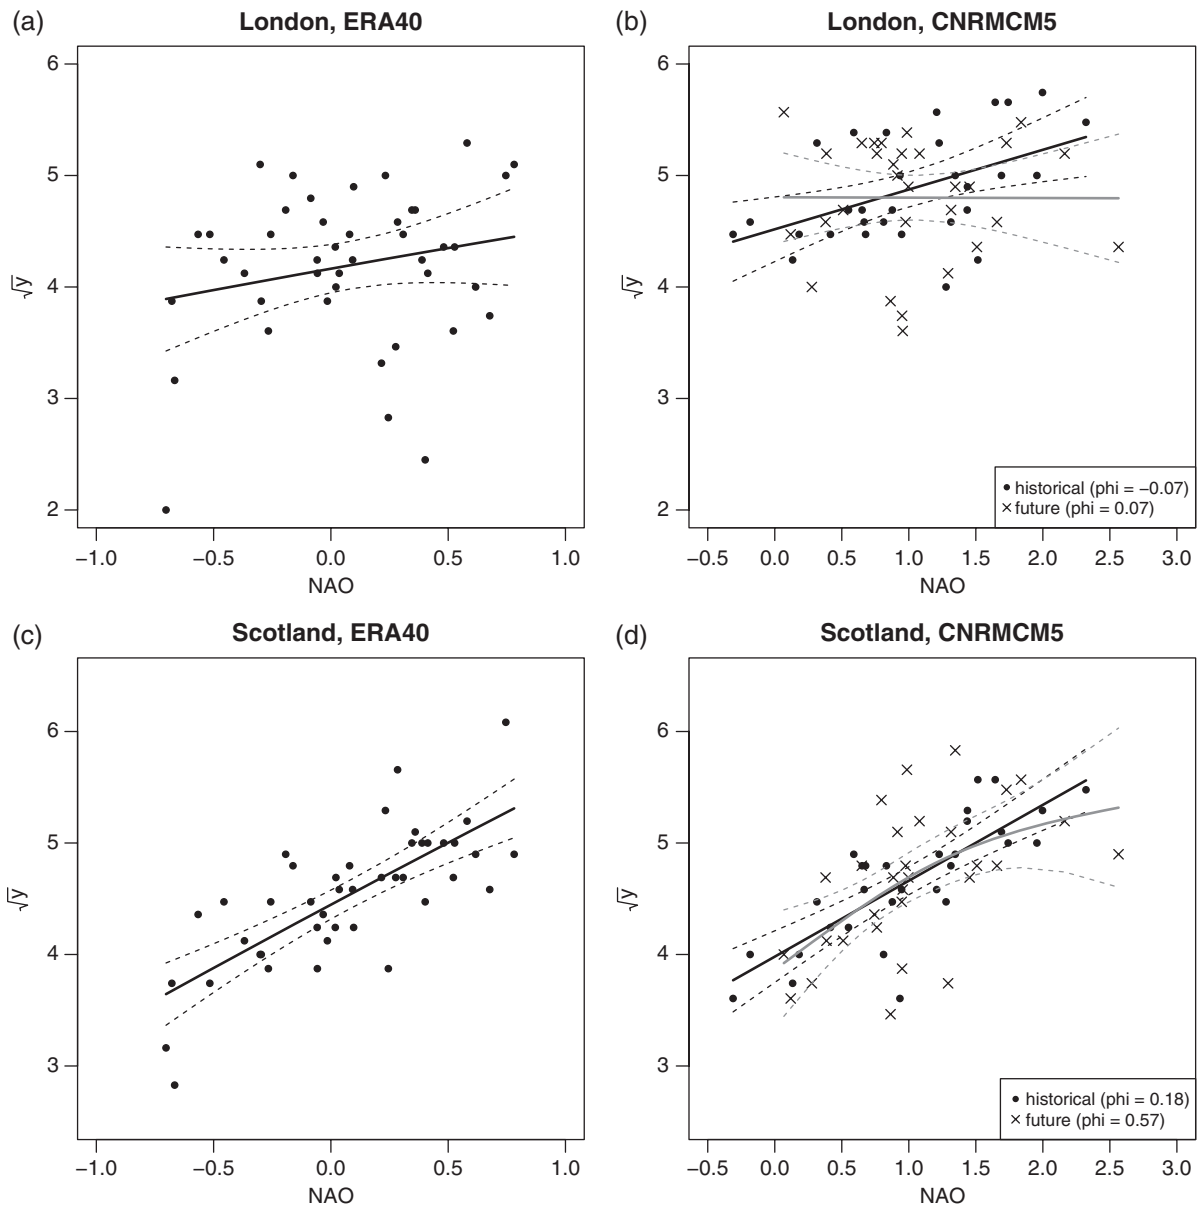 (a) London, ERA40
6
5
4
3
2
√y
−1.0 −0.5 0.0 0.5 1.0
NAO
(b) London, CNRMCM5
6
5
4
3
2
√y
historical (phi = −0.07)
future (phi = 0.07)
−0.5 0.0 0.5 1.0 1.5 2.0 2.5 3.0
NAO
(c) Scotland, ERA40
6
5
4
3
√y
−1.0 −0.5 0.0 0.5 1.0
NAO
(d) Scotland, CNRMCM5
6
5
4
3
√y
historical (phi = 0.18)
future (phi = 0.57)
−0.5 0.0 0.5 1.0 1.5 2.0 2.5 3.0
NAO